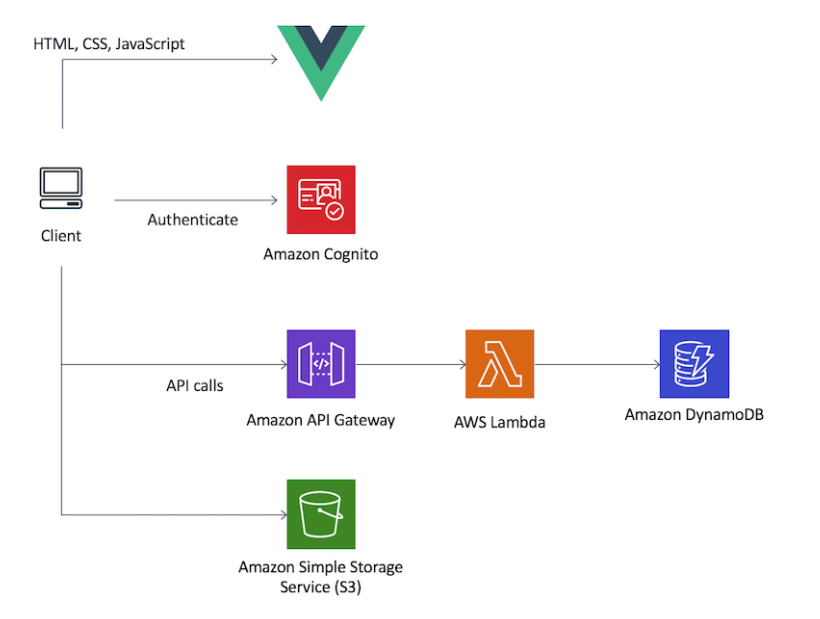 HTML, CSS, JavaScript
Client
Authenticate
Amazon Cognito
API calls
Amazon API Gateway
AWS Lambda
Amazon DynamoDB
Amazon Simple Storage
Service (S3)